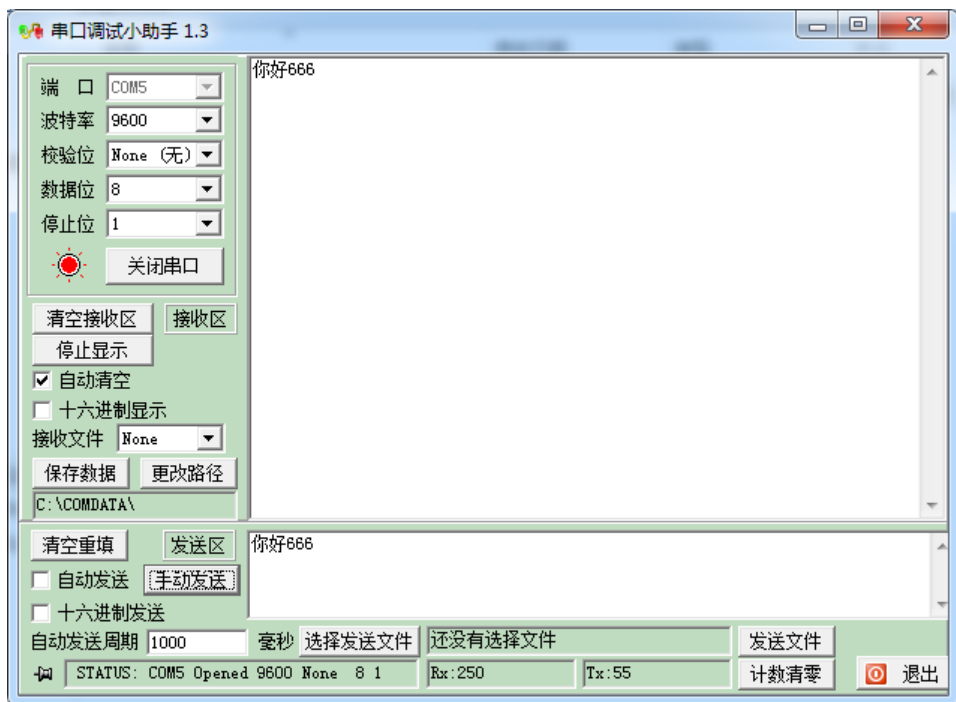 串口调试小助手 1.3
端 口 COM5
波特率 9600
校验位 None (无)
数据位 8
停止位 1
关闭串口
清空接收区 接收区
停止显示
自动清空
十六进制显示
接收文件 None
保存数据 更改路径
C:\COMDATA\
你好666
清空重填 发送区
自动发送 手动发送
十六进制发送
你好666
自动发送周期 1000 毫秒 选择发送文件 还没有选择文件 发送文件
STATUS: COM5 Opened 9600 None 8 1 Rx:250 Tx:55 计数清零 退出